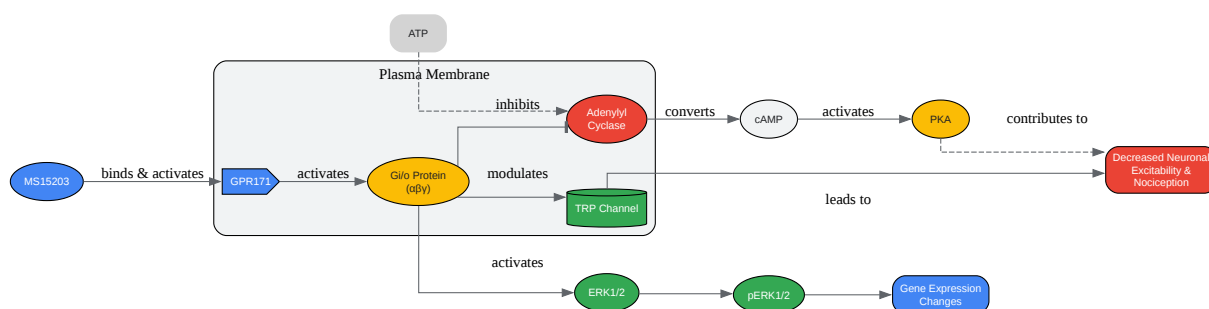 ATP
Plasma Membrane
inhibits
Adenylyl
Cyclase
converts
cAMP
activates
PKA
contributes to
Decreased Neuronal
Excitability &
Nociception
MS15203
binds & activates
GPR171
activates
Gi/o Protein
(αβγ)
modulates
TRP Channel
leads to
activates
ERK1/2
pERK1/2
Gene Expression
Changes